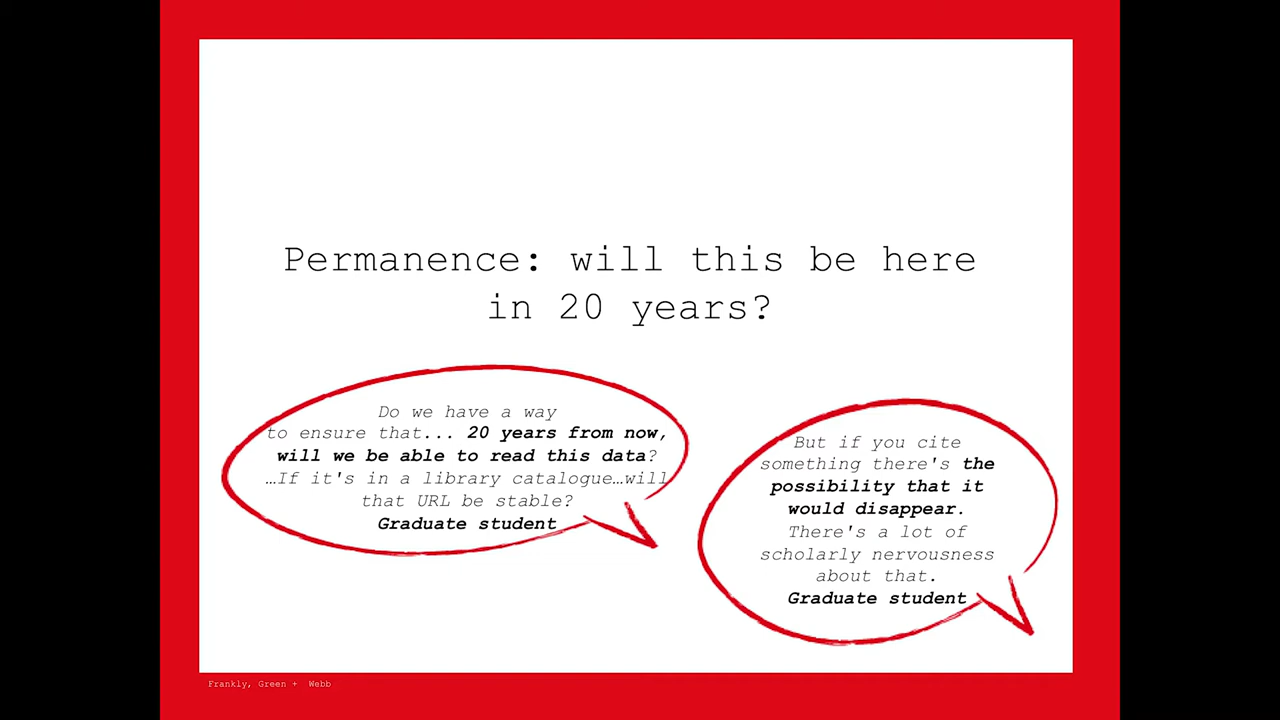 Permanence: will this be here
in 20 years?
Do we have a way
to ensure that... 20 years from now,
will we be able to read this data?
…If it's in a library catalogue…will
that URL be stable?
Graduate student
But if you cite
something there's the
possibility that it
would disappear.
There's a lot of
scholarly nervousness
about that.
Graduate student
Frankly, Green + Webb